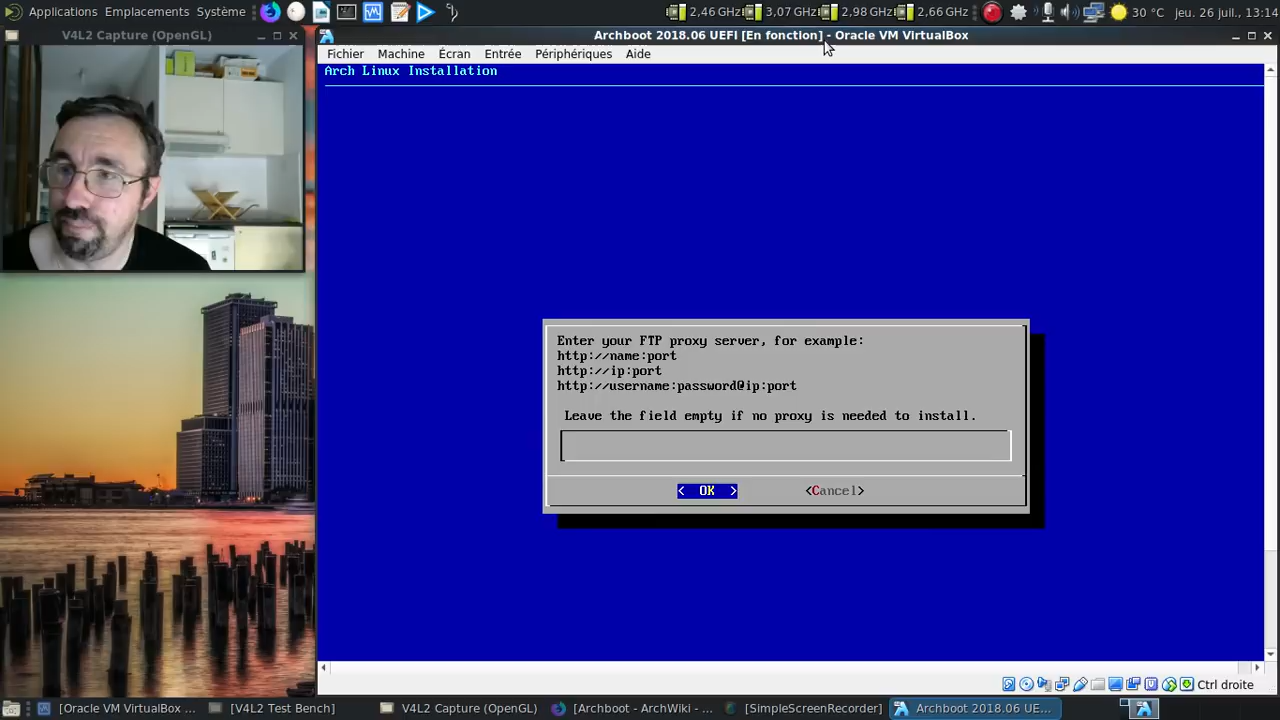 Applications Emplacements Système 2,46 GHz 3,07 GHz 2,98 GHz 2,66 GHz 30 °C jeu. 26 juil., 13:14
V4L2 Capture (OpenGL)
Archboot 2018.06 UEFI [En fonction] - Oracle VM VirtualBox
Fichier Machine Écran Entrée Périphériques Aide
Arch Linux Installation
Enter your FTP proxy server, for example:
http://name:port
http://ip:port
http://username:password@ip:port
Leave the field empty if no proxy is needed to install.
< OK > <Cancel>
Ctrl droite
[Oracle VM VirtualBox ... [V4L2 Test Bench] V4L2 Capture (OpenGL) [Archboot - ArchWiki - ... [SimpleScreenRecorder] Archboot 2018.06 UE...